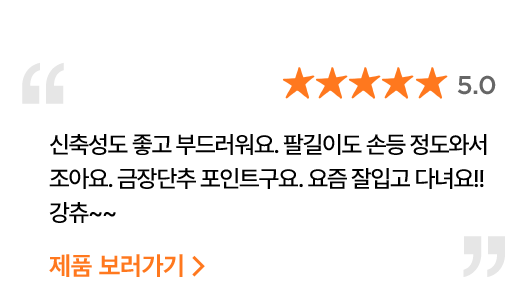 ★★★★★ 5.0
신축성도 좋고 부드러워요. 팔길이도 손등 정도와서
조아요. 금장단추 포인트구요. 요즘 잘입고 다녀요!!
강츄~~
제품 보러가기 >